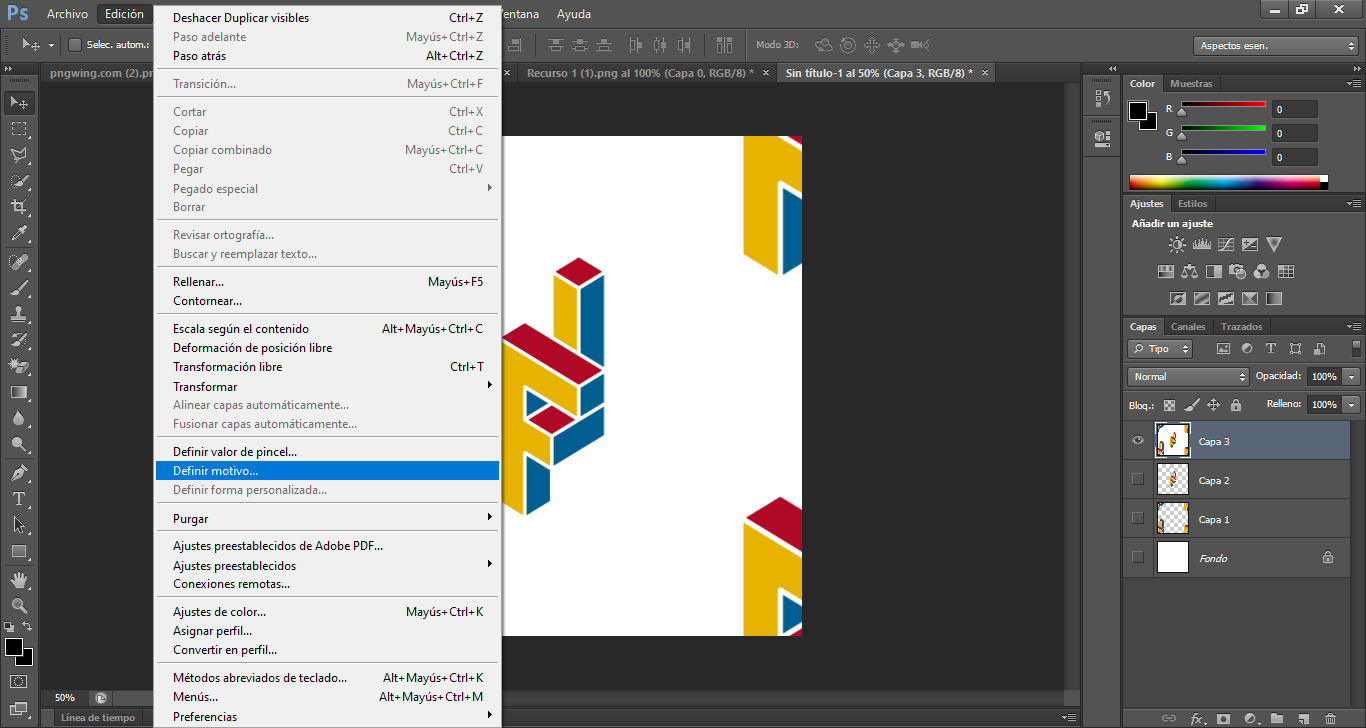 Ps Archivo Edición Ventana Ayuda
Selec. autom.: Modo 3D: Aspectos esen.
pngwing.com (2).pn Recurso 1 (1).png al 100% (Capa 0, RGB/8) * × Sin título-1 al 50% (Capa 3, RGB/8) * ×
Deshacer Duplicar visibles Ctrl+Z
Paso adelante Mayús+Ctrl+Z
Paso atrás Alt+Ctrl+Z
Transición... Mayús+Ctrl+F
Cortar Ctrl+X
Copiar Ctrl+C
Copiar combinado Mayús+Ctrl+C
Pegar Ctrl+V
Pegado especial
Borrar
Revisar ortografía...
Buscar y reemplazar texto...
Rellenar... Mayús+F5
Contornear...
Escala según el contenido Alt+Mayús+Ctrl+C
Deformación de posición libre
Transformación libre Ctrl+T
Transformar
Alinear capas automáticamente...
Fusionar capas automáticamente...
Definir valor de pincel...
Definir motivo...
Definir forma personalizada...
Purgar
Ajustes preestablecidos de Adobe PDF...
Ajustes preestablecidos
Conexiones remotas...
Ajustes de color... Mayús+Ctrl+K
Asignar perfil...
Convertir en perfil...
Métodos abreviados de teclado... Alt+Mayús+Ctrl+K
Menús... Alt+Mayús+Ctrl+M
Preferencias
50%
Línea de tiempo
Color Muestras
R 0
G 0
B 0
Ajustes Estilos
Añadir un ajuste
Capas Canales Trazados
Tipo
Normal Opacidad: 100%
Bloq.: Relleno: 100%
Capa 3
Capa 2
Capa 1
Fondo
fx